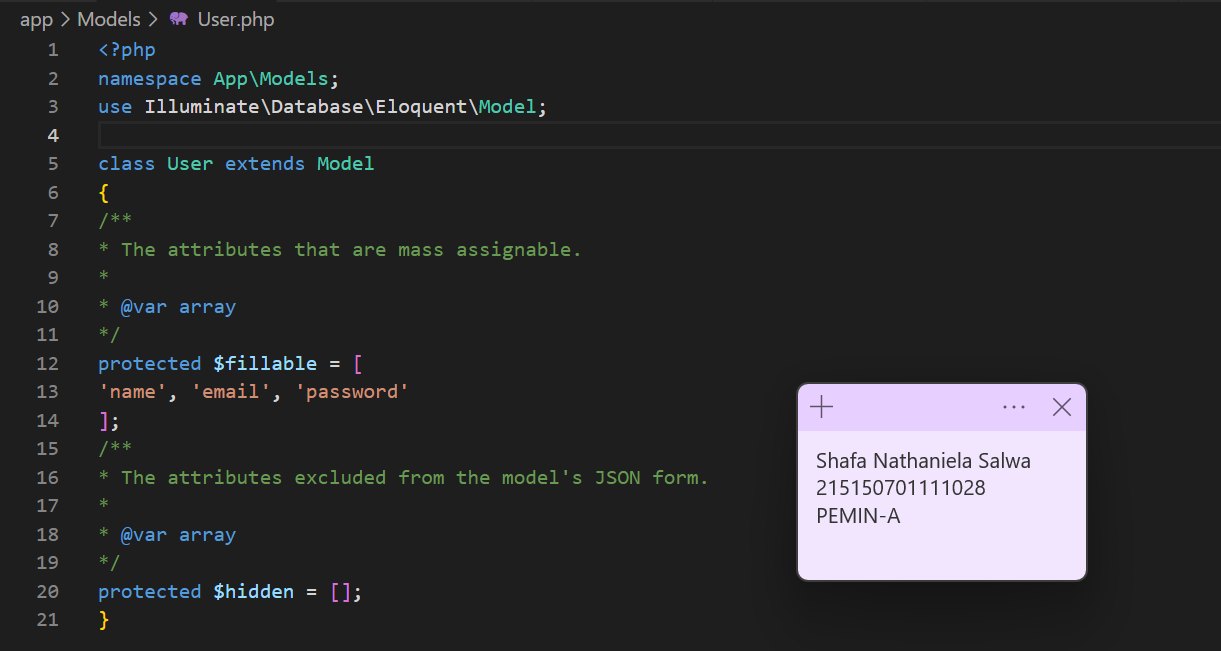 app > Models > User.php
1 <?php
2 namespace App\Models;
3 use Illuminate\Database\Eloquent\Model;
4
5 class User extends Model
6 {
7 /**
8 * The attributes that are mass assignable.
9 *
10 * @var array
11 */
12 protected $fillable = [
13 'name', 'email', 'password'
14 ];
15 /**
16 * The attributes excluded from the model's JSON form.
17 *
18 * @var array
19 */
20 protected $hidden = [];
21 }
Shafa Nathaniela Salwa
215150701111028
PEMIN-A